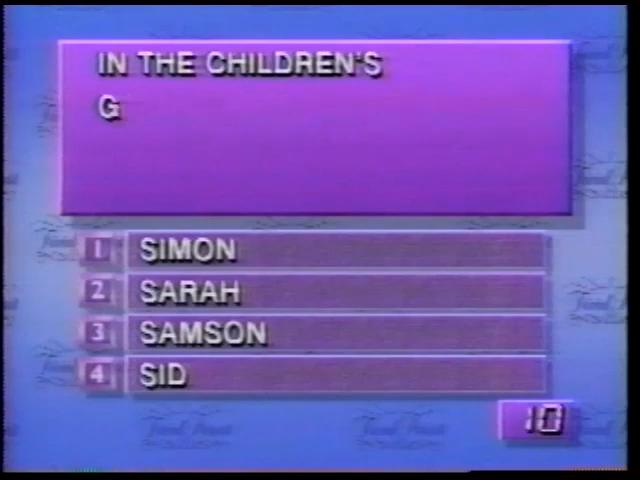 IN THE CHILDREN'S
G
1 SIMON
2 SARAH
3 SAMSON
4 SID
10